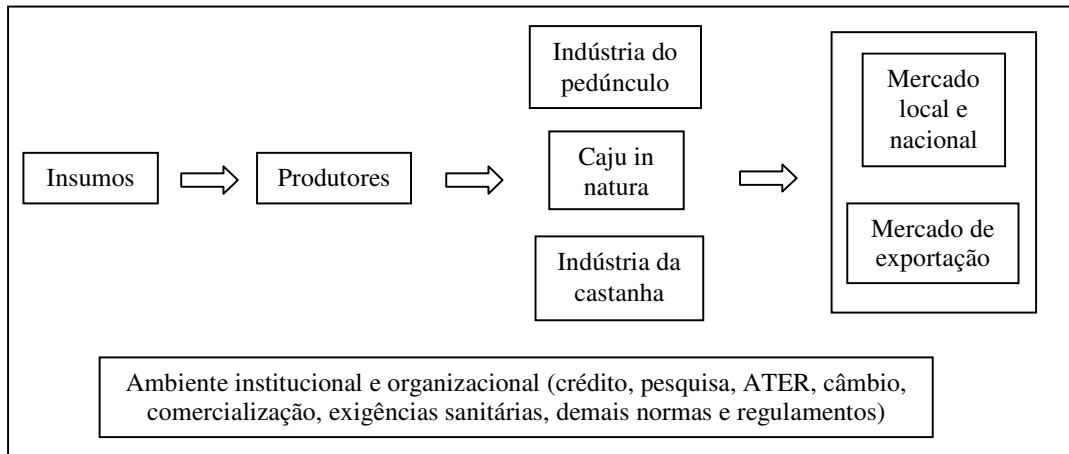 Insumos
Produtores
Indústria do
pedúnculo
Caju in
natura
Indústria da
castanha
Mercado
local e
nacional
Mercado de
exportação
Ambiente institucional e organizacional (crédito, pesquisa, ATER, câmbio,
comercialização, exigências sanitárias, demais normas e regulamentos)